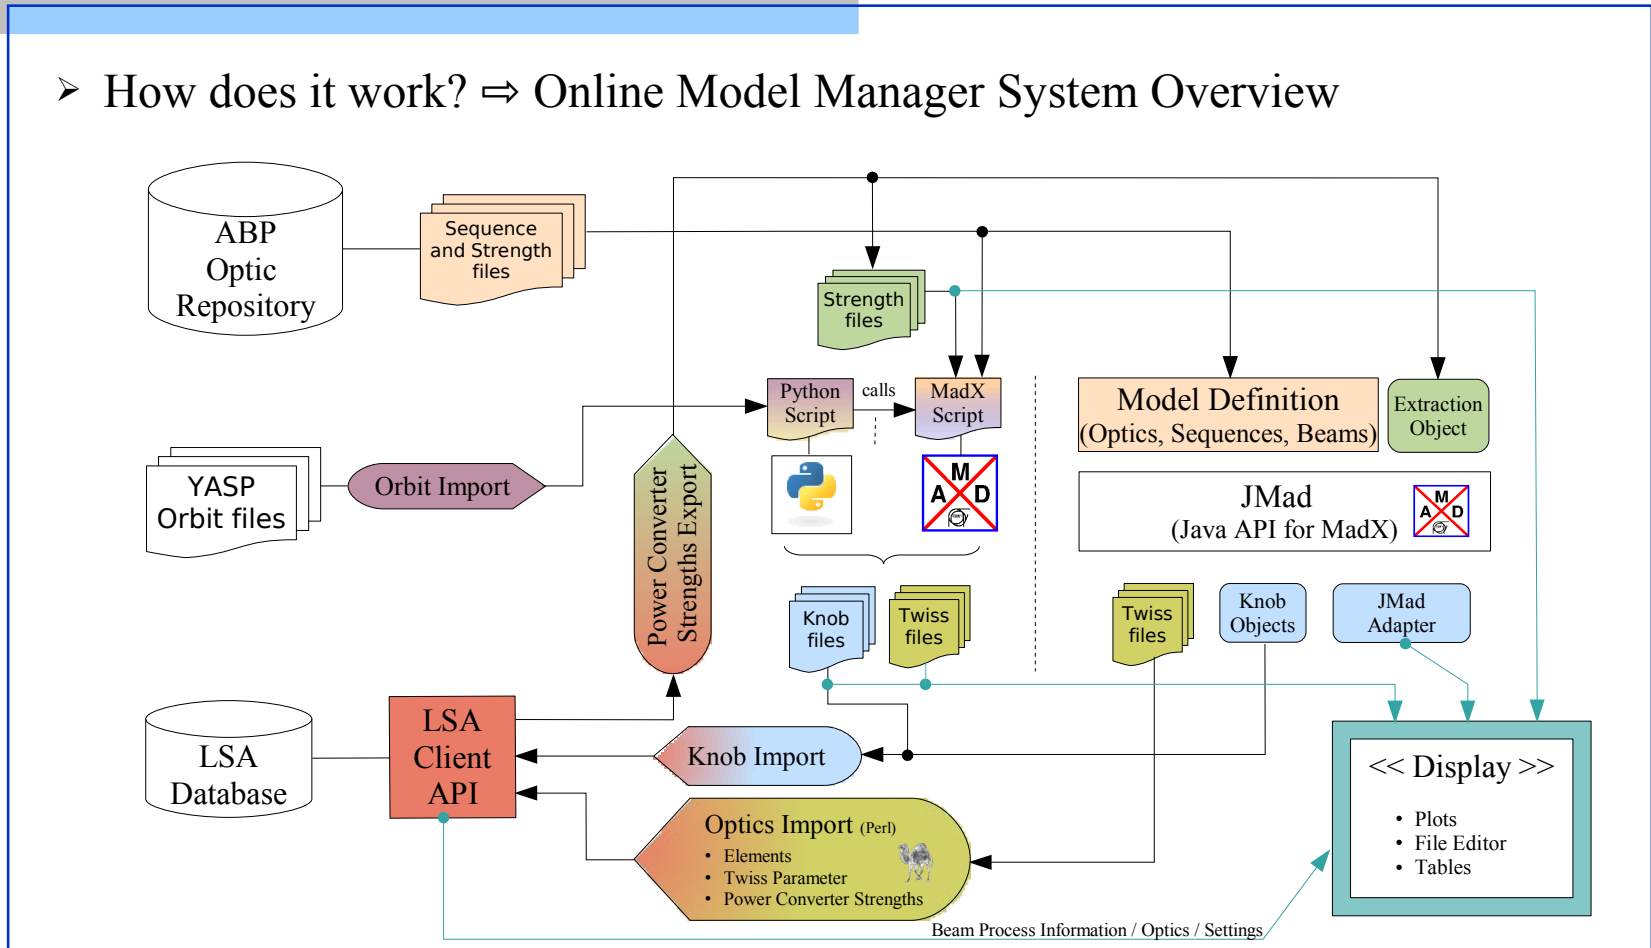 ➢ How does it work? ⇨ Online Model Manager System Overview
ABP
Optic
Repository
Sequence
and Strength
files
Strength
files
Python
Script
calls
MadX
Script
Model Definition
(Optics, Sequences, Beams)
Extraction
Object
YASP
Orbit files
Orbit Import
Power Converter
Strengths Export
M
A D
JMad
(Java API for MadX)
M
A D
Knob
files
Twiss
files
Twiss
files
Knob
Objects
JMad
Adapter
LSA
Database
LSA
Client
API
Knob Import
Optics Import (Perl)
• Elements
• Twiss Parameter
• Power Converter Strengths
<< Display >>
• Plots
• File Editor
• Tables
Beam Process Information / Optics / Settings